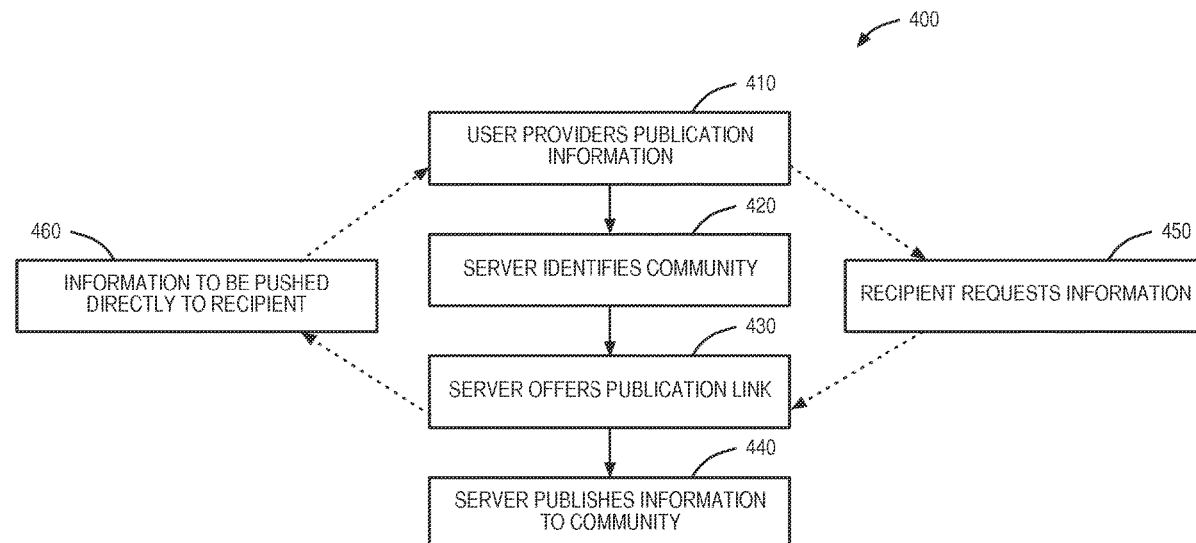 400
410
USER PROVIDERS PUBLICATION
INFORMATION
420
SERVER IDENTIFIES COMMUNITY
460
INFORMATION TO BE PUSHED
DIRECTLY TO RECIPIENT
450
RECIPIENT REQUESTS INFORMATION
430
SERVER OFFERS PUBLICATION LINK
440
SERVER PUBLISHES INFORMATION
TO COMMUNITY